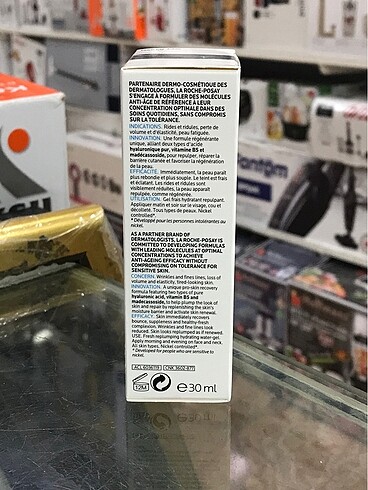 PARTENAIRE DERMO-COSMÉTIQUE DES
DERMATOLOGUES, LA ROCHE-POSAY
S'ENGAGE À FORMULER DES MOLÉCULES
ANTI-ÂGE DE RÉFÉRENCE À LEUR
CONCENTRATION OPTIMALE DANS DES
SOINS QUOTIDIENS, SANS COMPROMIS
SUR LA TOLÉRANCE.
INDICATIONS. Rides et ridules, perte de
volume et d'élasticité, peau fatiguée.
INNOVATION. Une formule régénérante
unique, alliant deux types d'acide
hyaluronique pur, vitamine B5 et
madécassoside, pour repulper, réparer la
barrière cutanée et favoriser la régénération
de la peau.
EFFICACITÉ. Immédiatement, la peau paraît
plus rebondie et plus souple. Le teint est frais
et éclatant. Les rides et ridules sont
visiblement réduites, la peau apparaît
repulpée, comme régénérée.
UTILISATION. Gel frais hydratant repulpant.
Appliquer matin et soir sur le visage, cou et
décolleté. Tous types de peaux. Nickel
controlled*.
* Développé pour les personnes intolérantes au
nickel.
AS A PARTNER BRAND OF
DERMATOLOGISTS, LA ROCHE-POSAY IS
COMMITTED TO DEVELOPING FORMULAS
WITH LEADING MOLECULES AT OPTIMAL
CONCENTRATIONS TO ACHIEVE
ANTI-AGEING EFFICACY WITHOUT
COMPROMISING ON TOLERANCE FOR
SENSITIVE SKIN.
CONCERN. Wrinkles and fine lines, loss of
volume and elasticity, tired-looking skin.
INNOVATION. A unique pro-skin recovery
formula featuring two types of pure
hyaluronic acid, vitamin B5 and
madecassoside, to help plump the look of
skin and repair by replenishing the skin's
moisture barrier and activate skin renewal.
EFFICACY. Skin immediately recovers
bounce, suppleness and healthy-fresh
complexion. Wrinkles and fine lines look
reduced. Skin looks replumped as if renewed.
USE. Fresh replumping hydrating water-gel.
Apply morning and evening on face and neck.
All skin types. Nickel controlled*.
* Developed for people who are sensitive to
nickel.
12M
℮30 ml